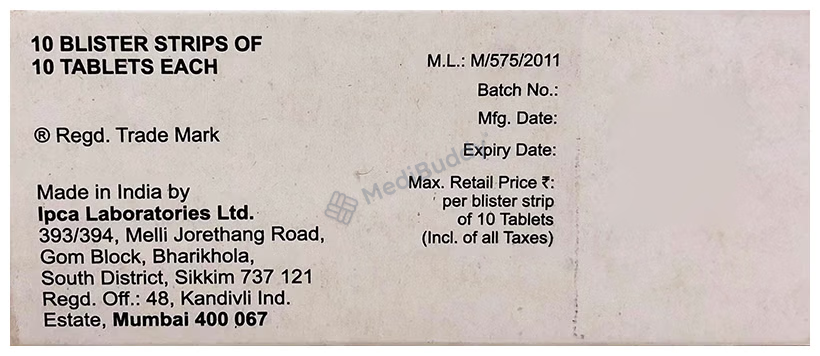 10 BLISTER STRIPS OF
10 TABLETS EACH
® Regd. Trade Mark
Made in India by
Ipca Laboratories Ltd.
393/394, Melli Jorethang Road,
Gom Block, Bharikhola,
South District, Sikkim 737 121
Regd. Off.: 48, Kandivli Ind.
Estate, Mumbai 400 067
M.L.: M/575/2011
Batch No.:
Mfg. Date:
Expiry Date:
Max. Retail Price ₹:
per blister strip
of 10 Tablets
(Incl. of all Taxes)
MediBuddy